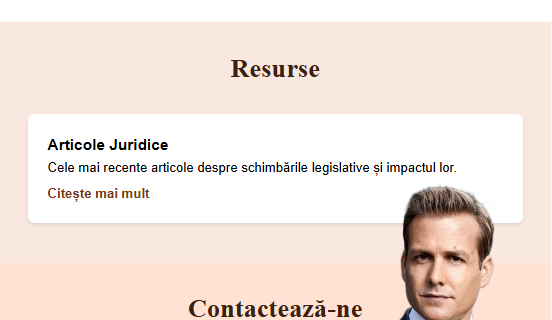 Resurse
Articole Juridice
Cele mai recente articole despre schimbările legislative și impactul lor.
Citește mai mult
Contactează-ne